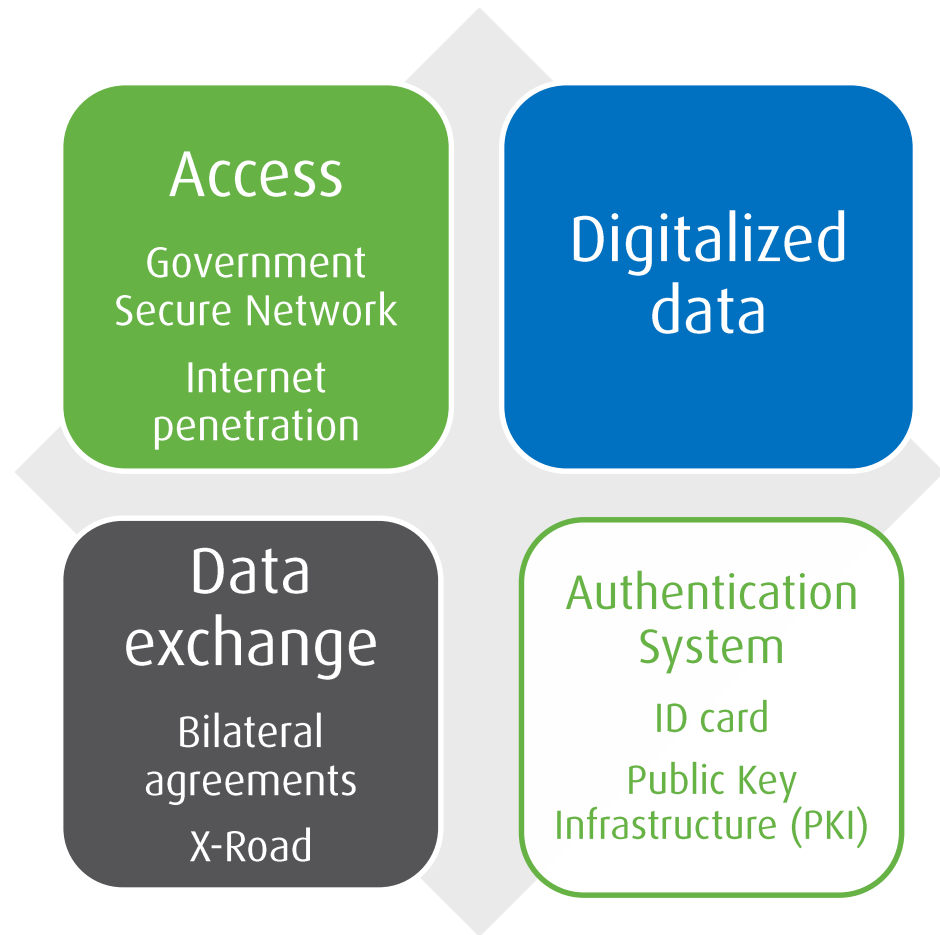 Access
Government
Secure Network
Internet
penetration
Digitalized
data
Data
exchange
Bilateral
agreements
X-Road
Authentication
System
ID card
Public Key
Infrastructure (PKI)